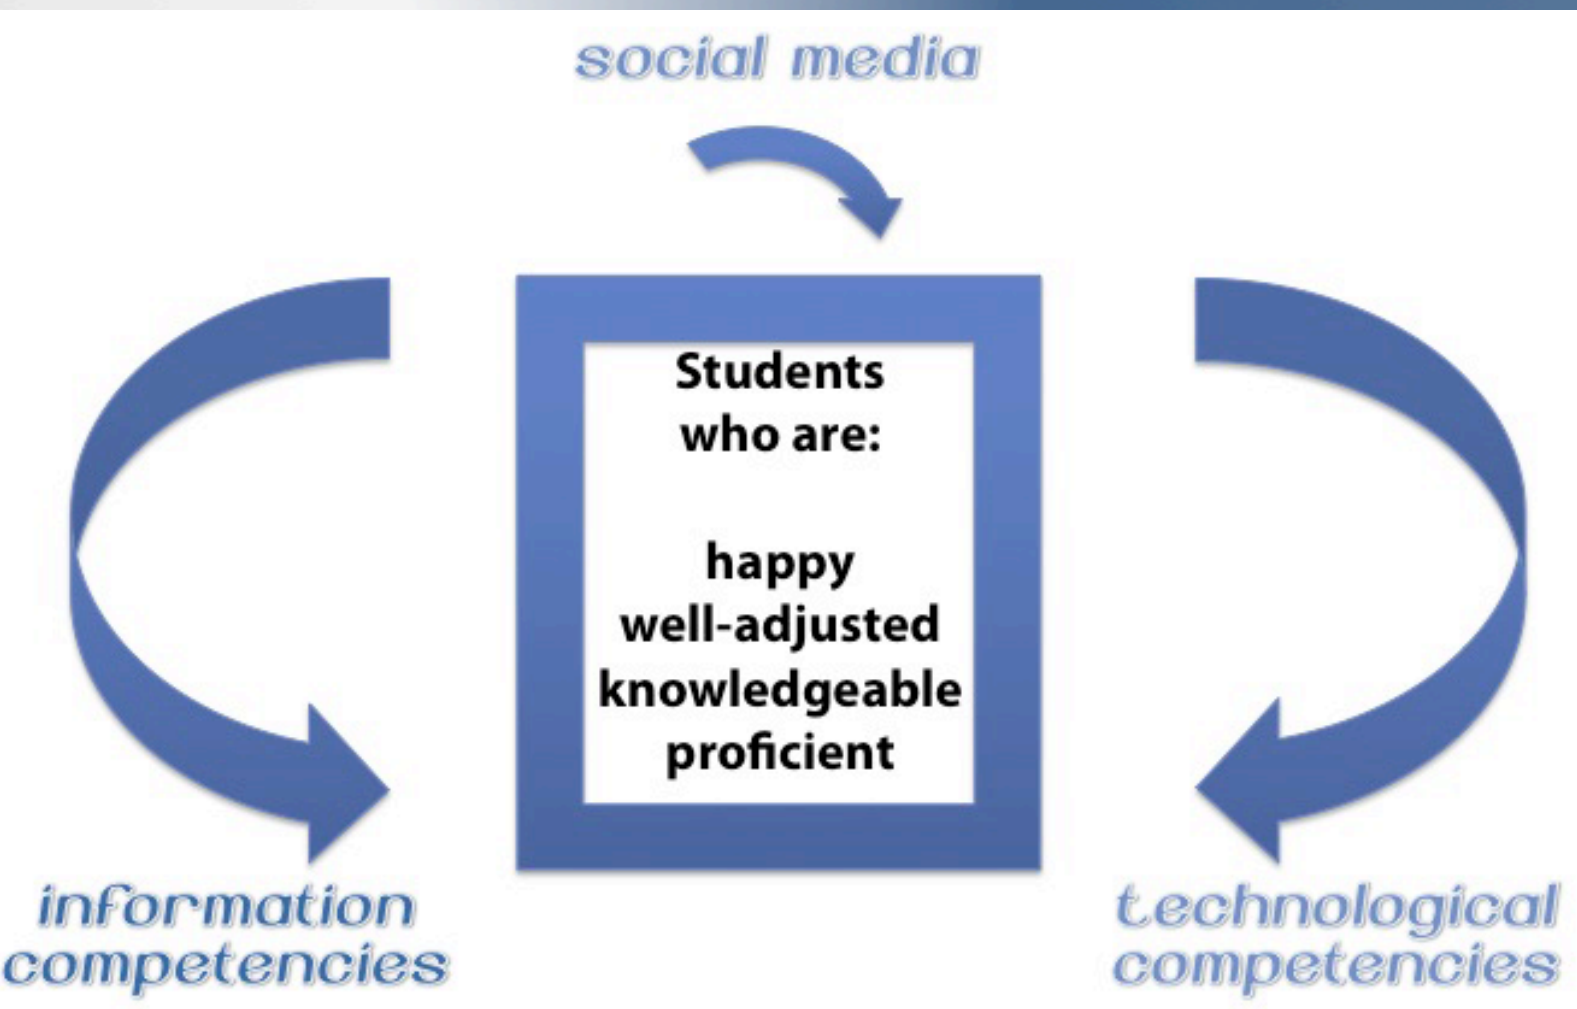 social media
Students
who are:
happy
well-adjusted
knowledgeable
proficient
information
competencies
technological
competencies